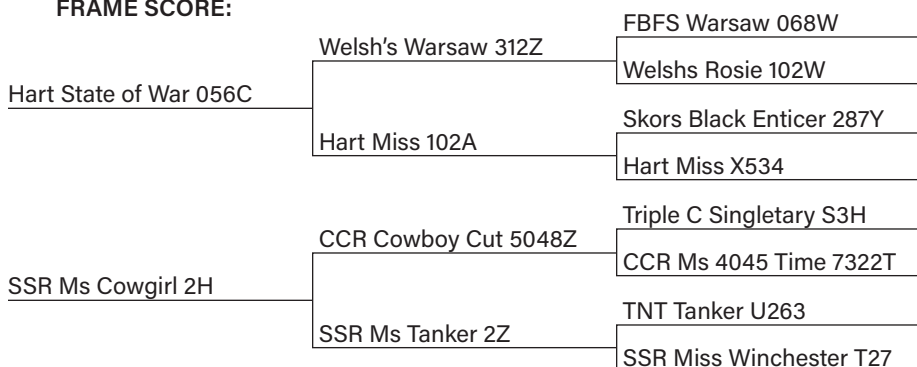 FRAME SCORE:
FBFS Warsaw 068W
Welsh's Warsaw 312Z
Welshs Rosie 102W
Hart State of War 056C
Skors Black Enticer 287Y
Hart Miss 102A
Hart Miss X534
Triple C Singletary S3H
CCR Cowboy Cut 5048Z
CCR Ms 4045 Time 7322T
SSR Ms Cowgirl 2H
TNT Tanker U263
SSR Ms Tanker 2Z
SSR Miss Winchester T27